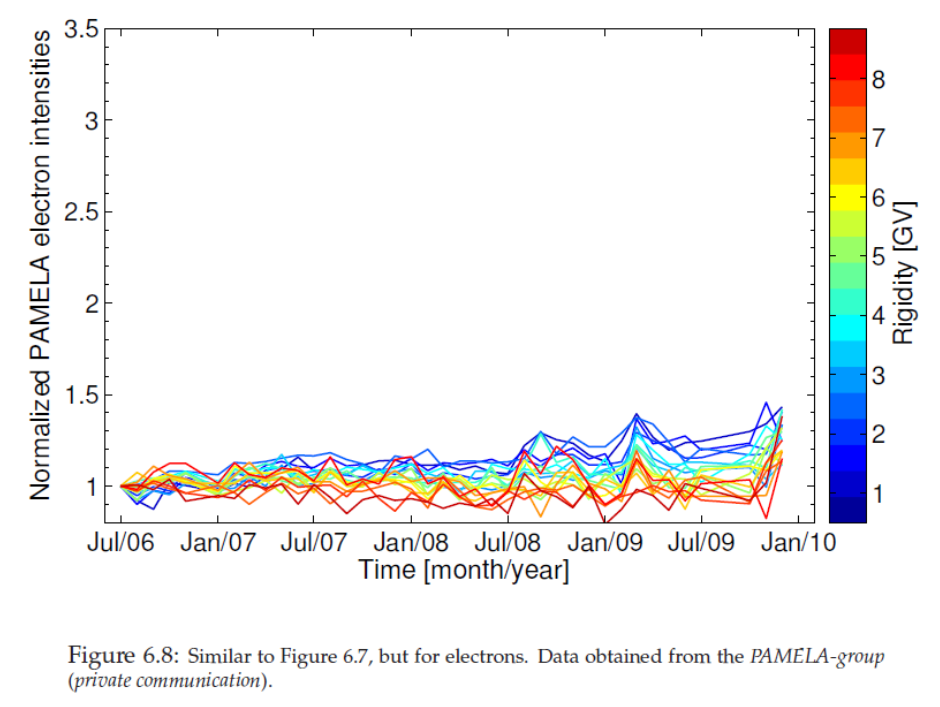 Normalized PAMELA electron intensities
3.5
3
2.5
2
1.5
1
Jul/06 Jan/07 Jul/07 Jan/08 Jul/08 Jan/09 Jul/09 Jan/10
Time [month/year]
8
7
6
5
4
3
2
1
Rigidity [GV]
Figure 6.8: Similar to Figure 6.7, but for electrons. Data obtained from the PAMELA-group
(private communication).